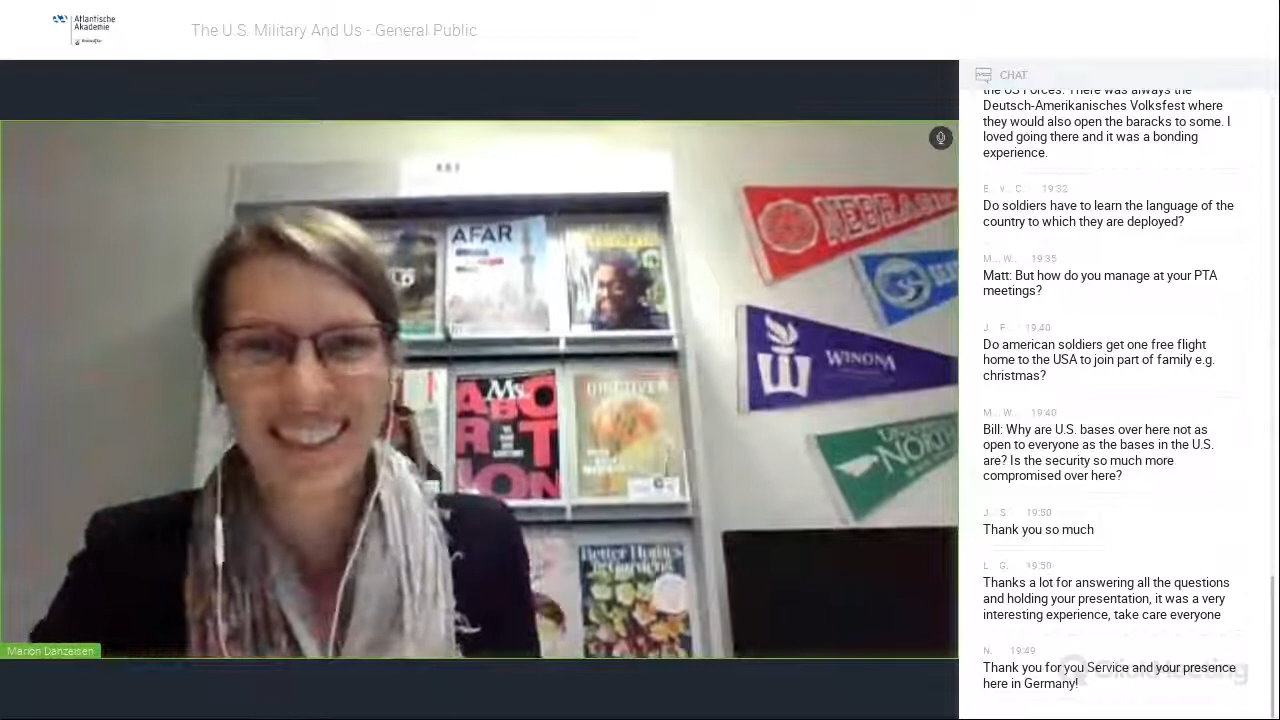 Atlantische
Akademie
The U.S. Military And Us - General Public
CHAT
the US Forces. There was always the
Deutsch-Amerikanisches Volksfest where
they would also open the baracks to some. I
loved going there and it was a bonding
experience.
E. V. C. 19:32
Do soldiers have to learn the language of the
country to which they are deployed?
M... W.. 19:35
Matt: But how do you manage at your PTA
meetings?
J. F. 19:40
Do american soldiers get one free flight
home to the USA to join part of family e.g.
christmas?
M.. W.. 19:40
Bill: Why are U.S. bases over here not as
open to everyone as the bases in the U.S.
are? Is the security so much more
compromised over here?
J. S. 19:50
Thank you so much
L G. 19:50
Thanks a lot for answering all the questions
and holding your presentation, it was a very
interesting experience, take care everyone
N. 19:49
Thank you for you Service and your presence
here in Germany!
ClickMeeting
AFAR
NEBRASK
WINONA
W
Ms.
ABORTION
DISCOVER
UNIVERS
NOR
Better Homes
& Gardens
Marion Danzeisen